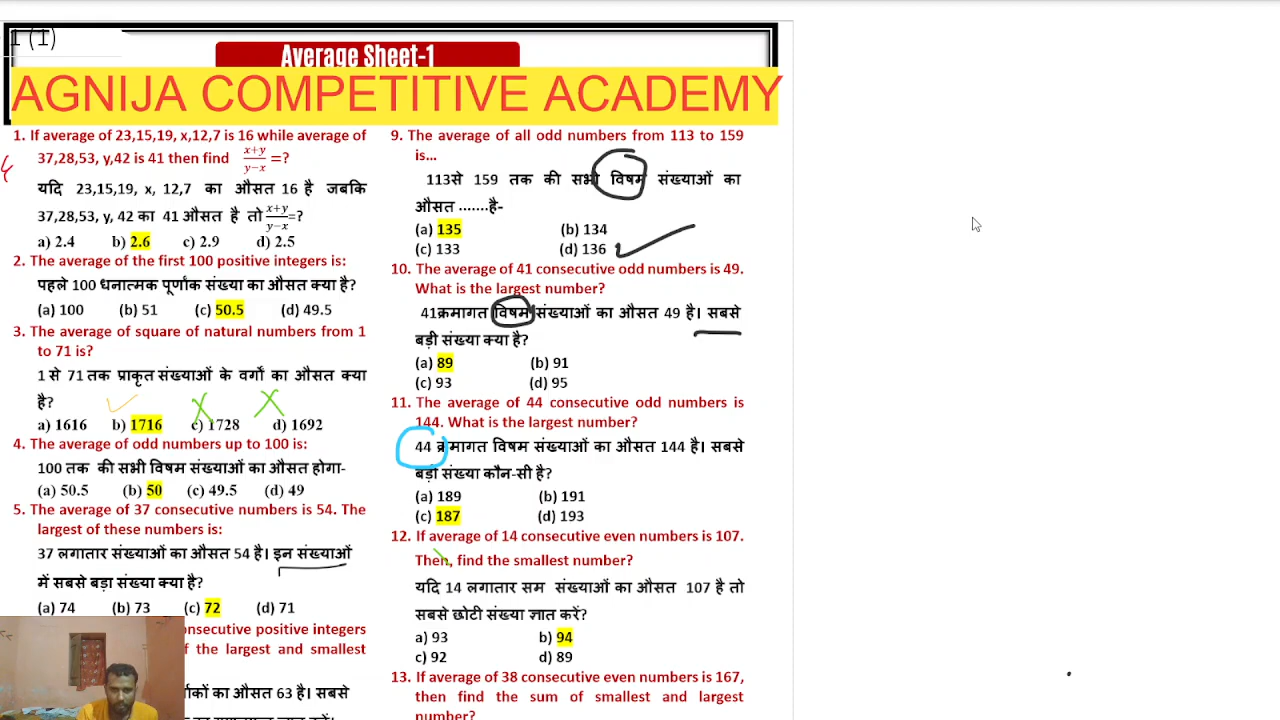 1 (1)
Average Sheet-1
AGNIJA COMPETITIVE ACADEMY
1. If average of 23,15,19, x,12,7 is 16 while average of
37,28,53, y,42 is 41 then find x+y/y−x =?
यदि 23,15,19, x, 12,7 का औसत 16 है जबकि
37,28,53, y, 42 का 41 औसत है तो x+y/y−x=?
a) 2.4 b) 2.6 c) 2.9 d) 2.5
2. The average of the first 100 positive integers is:
पहले 100 धनात्मक पूर्णांक संख्या का औसत क्या है?
(a) 100 (b) 51 (c) 50.5 (d) 49.5
3. The average of square of natural numbers from 1
to 71 is?
1 से 71 तक प्राकृत संख्याओं के वर्गों का औसत क्या
है?
a) 1616 b) 1716 c) 1728 d) 1692
4. The average of odd numbers up to 100 is:
100 तक की सभी विषम संख्याओं का औसत होगा-
(a) 50.5 (b) 50 (c) 49.5 (d) 49
5. The average of 37 consecutive numbers is 54. The
largest of these numbers is:
37 लगातार संख्याओं का औसत 54 है। इन संख्याओं
में सबसे बड़ा संख्या क्या है?
(a) 74 (b) 73 (c) 72 (d) 71
nsecutive positive integers
f the largest and smallest
र्णाकों का औसत 63 है। सबसे
9. The average of all odd numbers from 113 to 159
is...
113से 159 तक की सभी विषम संख्याओं का
औसत .......है-
(a) 135 (b) 134
(c) 133 (d) 136
10. The average of 41 consecutive odd numbers is 49.
What is the largest number?
41क्रमागत विषम संख्याओं का औसत 49 है। सबसे
बड़ी संख्या क्या है?
(a) 89 (b) 91
(c) 93 (d) 95
11. The average of 44 consecutive odd numbers is
144. What is the largest number?
44 क्रमागत विषम संख्याओं का औसत 144 है। सबसे
बड़ी संख्या कौन-सी है?
(a) 189 (b) 191
(c) 187 (d) 193
12. If average of 14 consecutive even numbers is 107.
Then, find the smallest number?
यदि 14 लगातार सम संख्याओं का औसत 107 है तो
सबसे छोटी संख्या ज्ञात करें?
a) 93 b) 94
c) 92 d) 89
13. If average of 38 consecutive even numbers is 167,
then find the sum of smallest and largest
number?